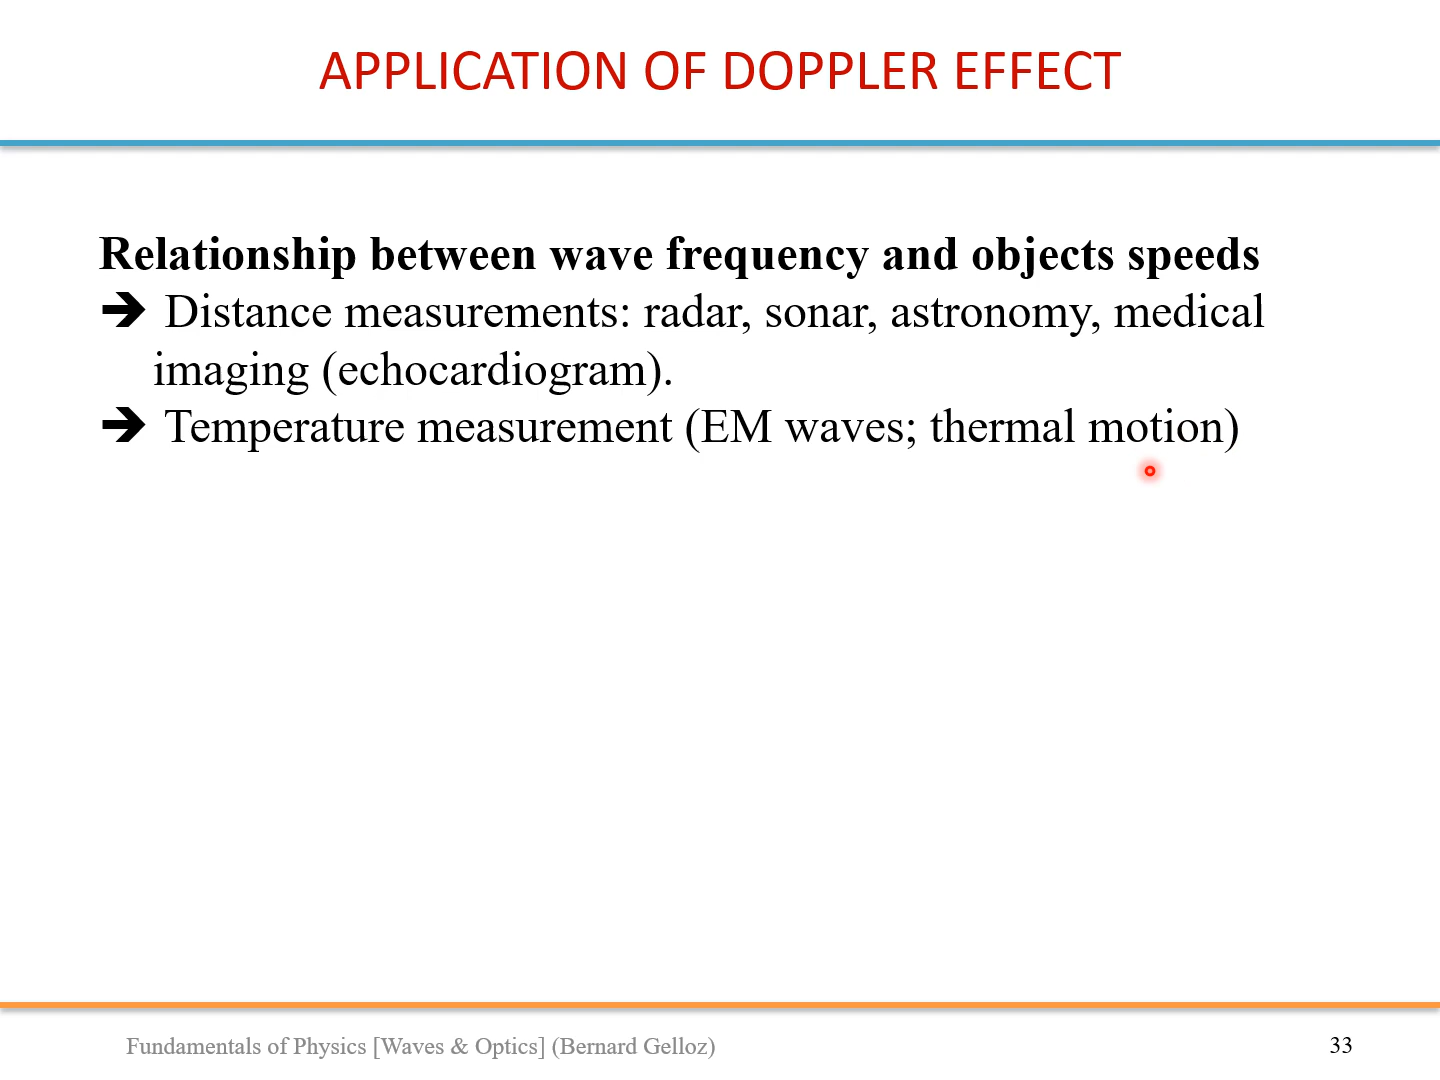 APPLICATION OF DOPPLER EFFECT
Relationship between wave frequency and objects speeds
➔ Distance measurements: radar, sonar, astronomy, medical
imaging (echocardiogram).
➔ Temperature measurement (EM waves; thermal motion)
Fundamentals of Physics [Waves & Optics] (Bernard Gelloz)
33